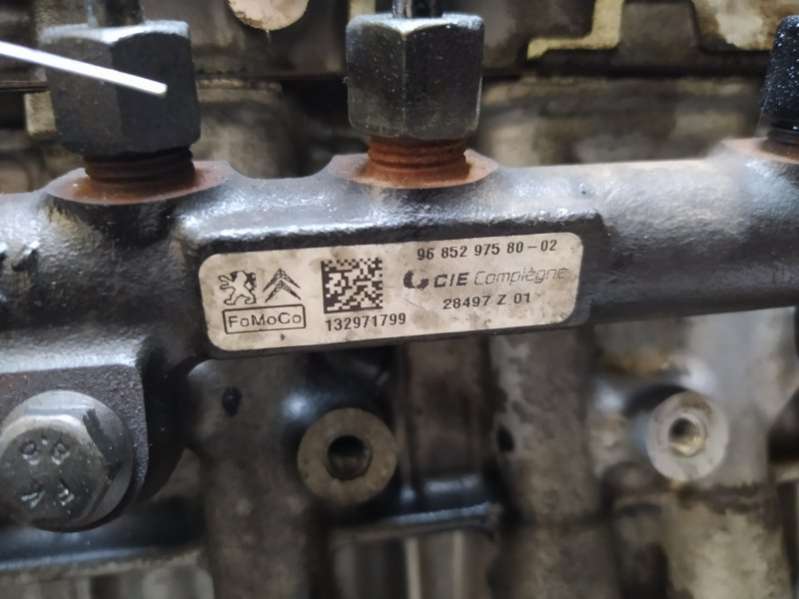 96 852 975 80-02
CIE Compiègne
28497 Z 01
FoMoCo
132971799